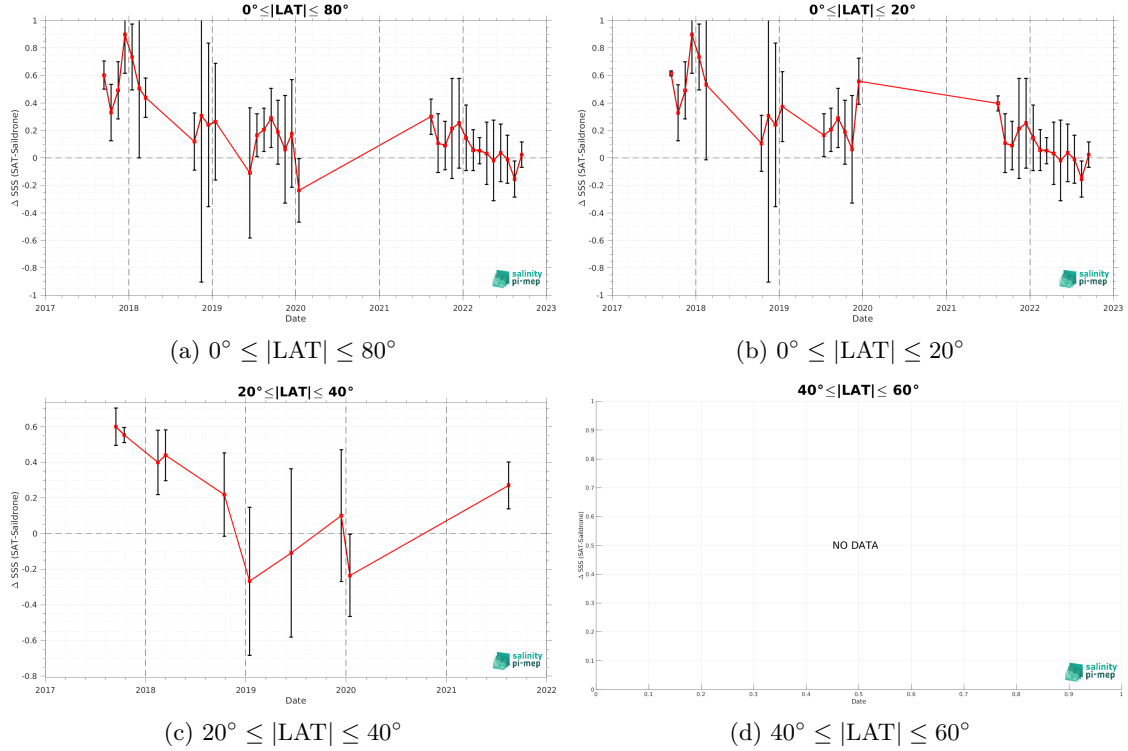 0°≤|LAT|≤ 80°
Δ SSS (SAT-Saildrone)
1
0.8
0.6
0.4
0.2
0
-0.2
-0.4
-0.6
-0.8
-1
2017 2018 2019 2020 2021 2022 2023
Date
salinity
pi-mep
(a) 0° ≤ |LAT| ≤ 80°
0°≤|LAT|≤ 20°
Δ SSS (SAT-Saildrone)
1
0.8
0.6
0.4
0.2
0
-0.2
-0.4
-0.6
-0.8
-1
2017 2018 2019 2020 2021 2022 2023
Date
salinity
pi-mep
(b) 0° ≤ |LAT| ≤ 20°
20°≤|LAT|≤ 40°
Δ SSS (SAT-Saildrone)
0.6
0.4
0.2
0
-0.2
-0.4
-0.6
-0.8
2017 2018 2019 2020 2021 2022
Date
salinity
pi-mep
(c) 20° ≤ |LAT| ≤ 40°
40°≤|LAT|≤ 60°
Δ SSS (SAT-Saildrone)
1
0.9
0.8
0.7
0.6
0.5
0.4
0.3
0.2
0.1
0
NO DATA
0 0.1 0.2 0.3 0.4 0.5 0.6 0.7 0.8 0.9 1
Date
salinity
pi-mep
(d) 40° ≤ |LAT| ≤ 60°